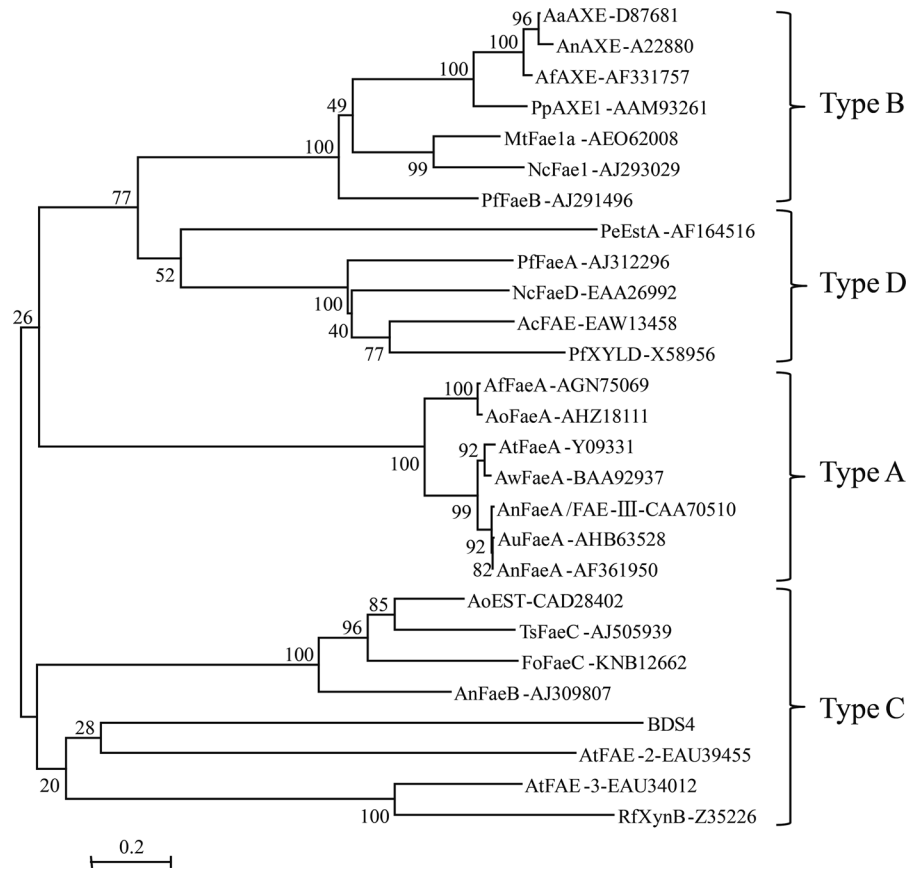 96
AaAXE-D87681
AnAXE-A22880
100
AfAXE-AF331757
100
PpAXE1-AAM93261
Type B
49
MtFae1a-AEO62008
100
99
NcFae1-AJ293029
77
PfFaeB-AJ291496
PeEstA-AF164516
52
PfFaeA-AJ312296
NcFaeD-EAA26992
Type D
100
40
AcFAE-EAW13458
26
77
PfXYLD-X58956
100
AfFaeA-AGN75069
AoFaeA-AHZ18111
92
AtFaeA-Y09331
100
AwFaeA-BAA92937
Type A
99
AnFaeA/FAE-III-CAA70510
92
AuFaeA-AHB63528
82
AnFaeA-AF361950
85
AoEST-CAD28402
96
TsFaeC-AJ505939
100
FoFaeC-KNB12662
AnFaeB-AJ309807
Type C
28
BDS4
AtFAE-2-EAU39455
20
AtFAE-3-EAU34012
100
RfXynB-Z35226
0.2